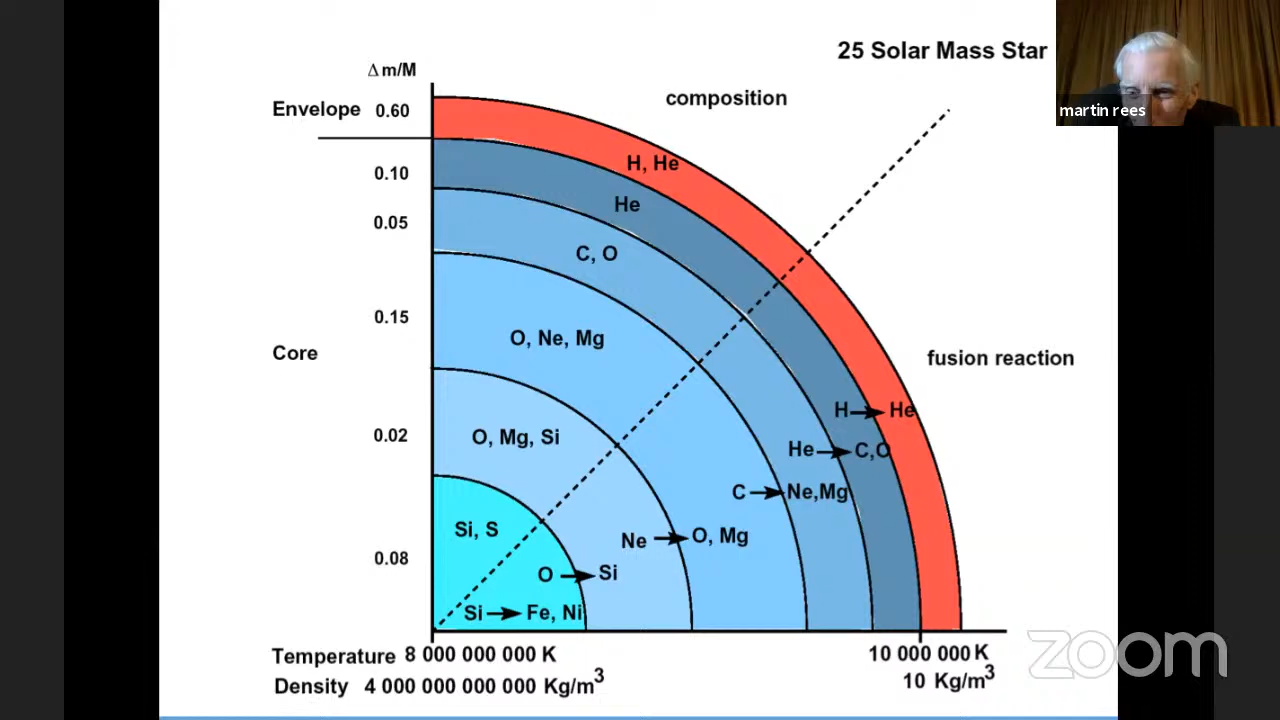 25 Solar Mass Star
martin rees
Δm/M
composition
Envelope 0.60
H, He
0.10
He
0.05
C, O
0.15
O, Ne, Mg
Core
fusion reaction
H → He
0.02
O, Mg, Si
He → C,O
C → Ne,Mg
Si, S
Ne → O, Mg
0.08
O → Si
Si → Fe, Ni
Temperature 8 000 000 000 K
10 000 000 K
Density 4 000 000 000 000 Kg/m³
10 Kg/m³
zoom